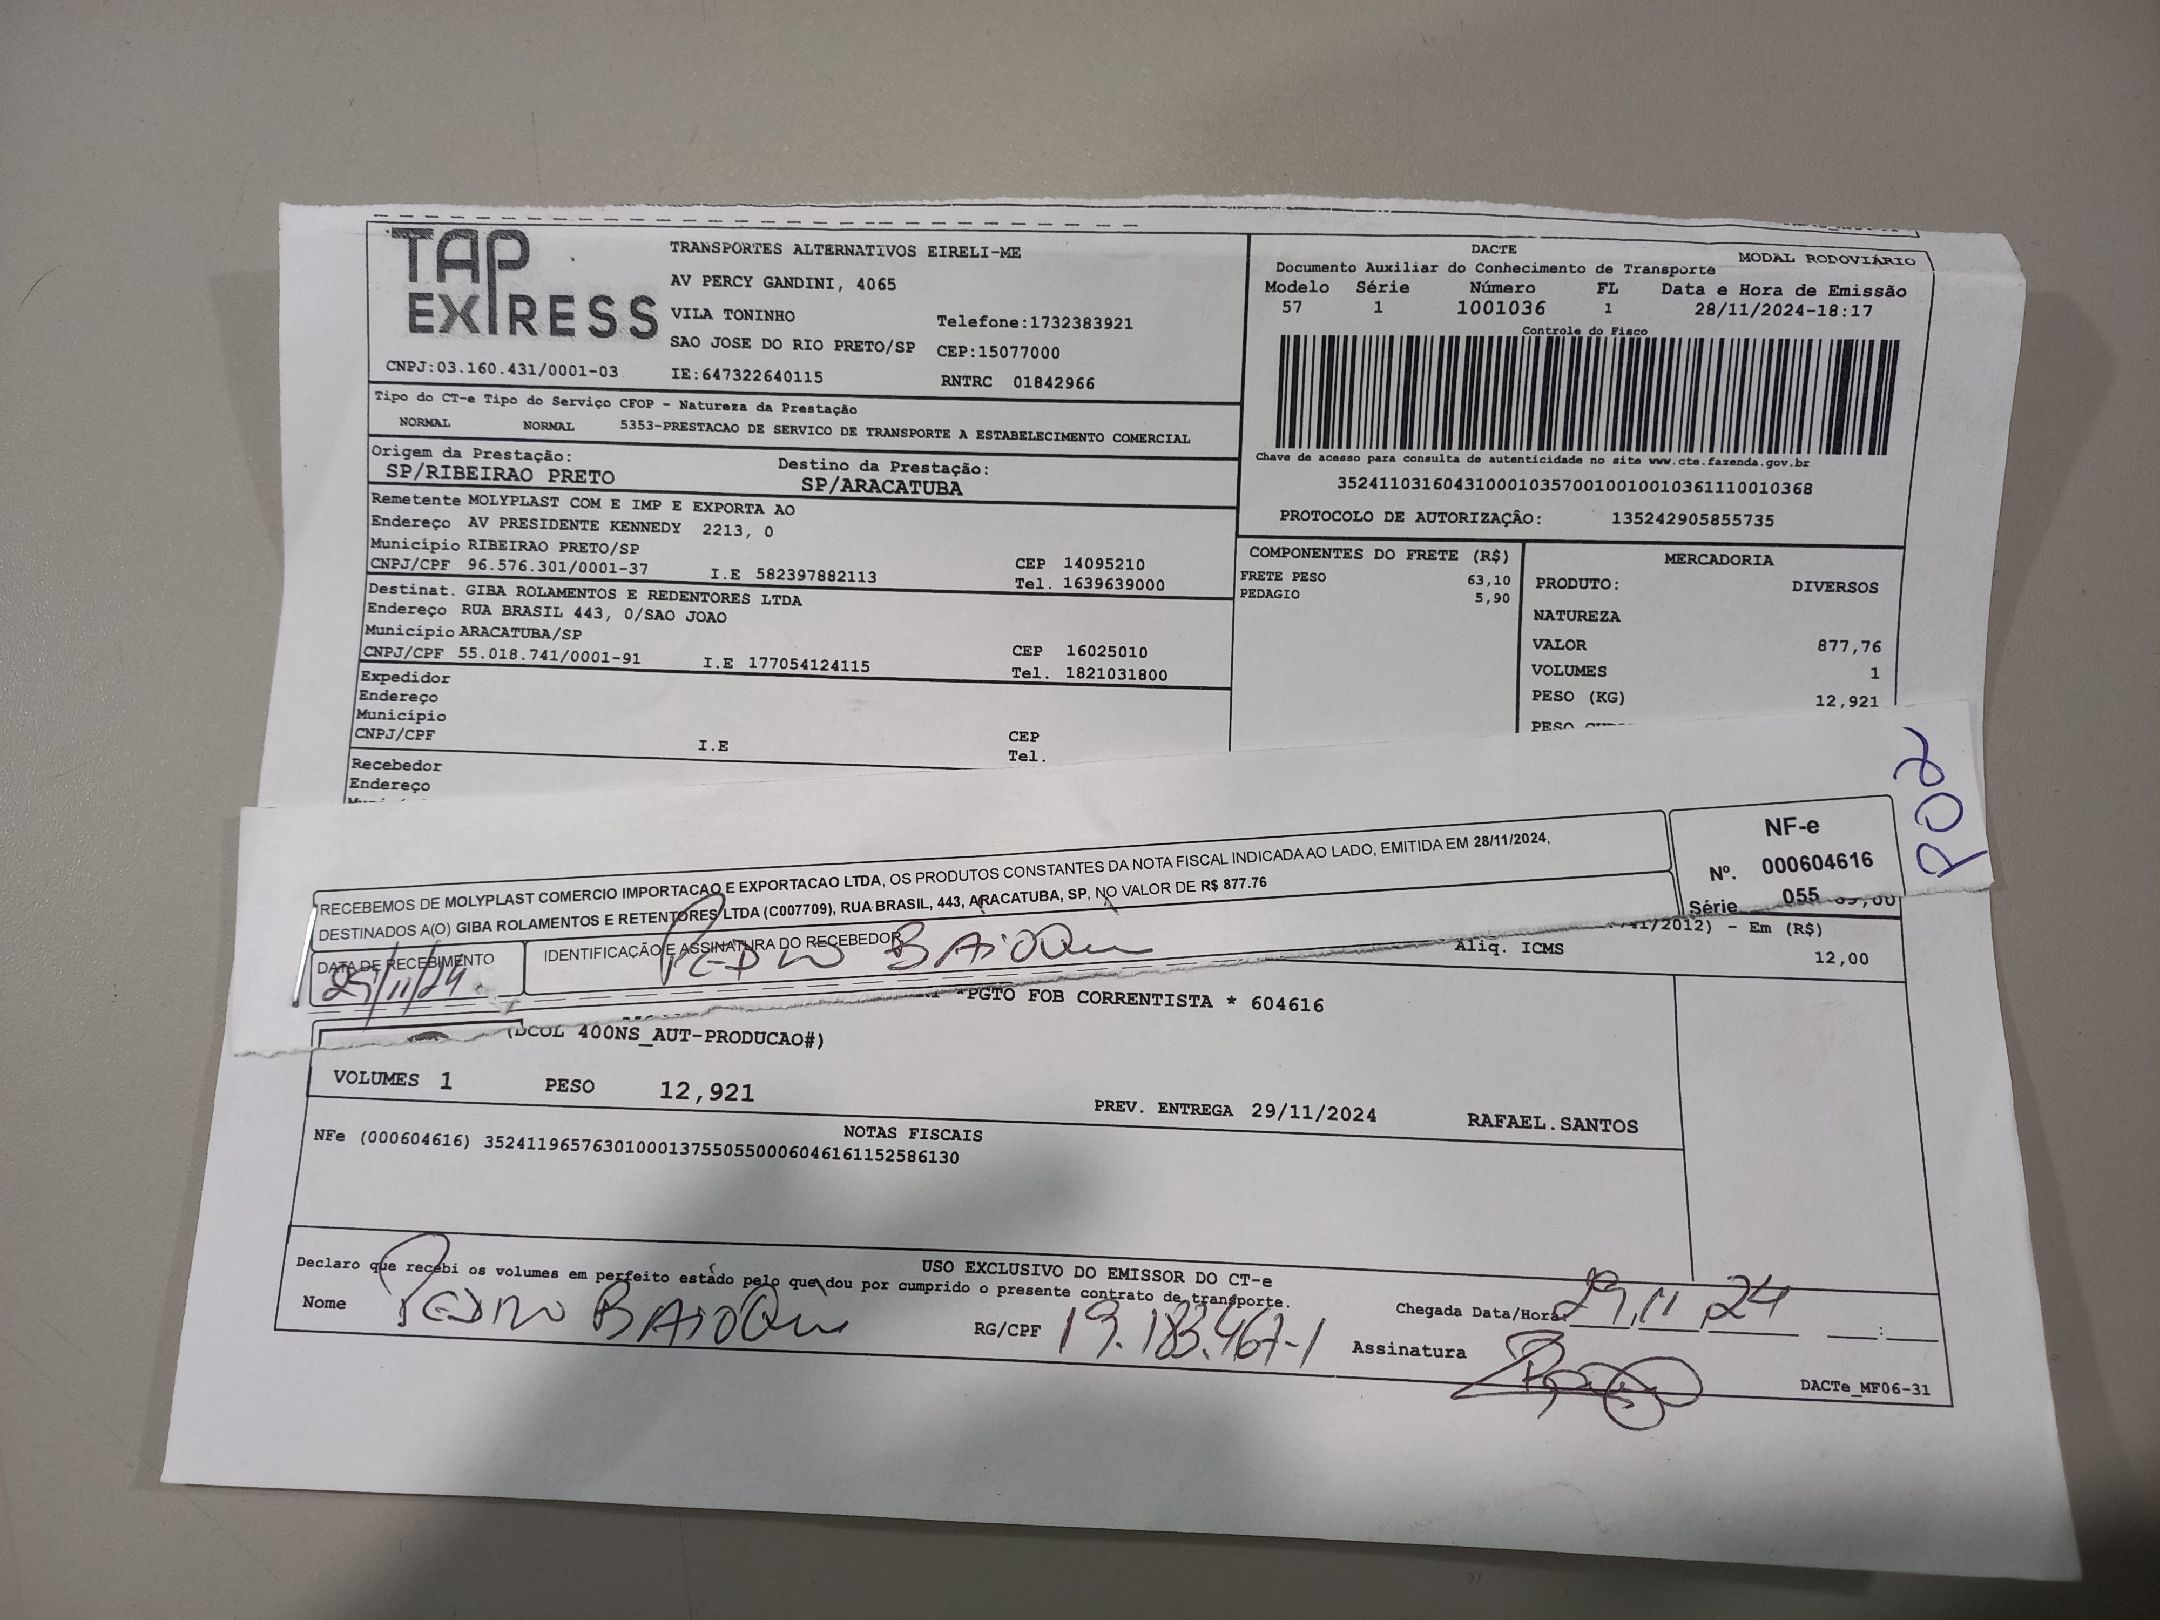 TAP EXPRESS
TRANSPORTES ALTERNATIVOS EIRELI-ME
AV PERCY GANDINI, 4065
VILA TONINHO Telefone:1732383921
SAO JOSE DO RIO PRETO/SP CEP:15077000
CNPJ:03.160.431/0001-03 IE:647322640115 RNTRC 01842966
DACTE MODAL RODOVIÁRIO
Documento Auxiliar do Conhecimento de Transporte
Modelo Série Número FL Data e Hora de Emissão
57 1 1001036 1 28/11/2024-18:17
Controle do Fisco
Chave de acesso para consulta de autenticidade no site www.cte.fazenda.gov.br
35241103160431000103570010010010361110010368
PROTOCOLO DE AUTORIZAÇÂO: 135242905855735
Tipo do CT-e Tipo do Serviço CFOP - Natureza da Prestação
NORMAL NORMAL 5353-PRESTACAO DE SERVICO DE TRANSPORTE A ESTABELECIMENTO COMERCIAL
Origem da Prestação: Destino da Prestação:
SP/RIBEIRAO PRETO SP/ARACATUBA
Remetente MOLYPLAST COM E IMP E EXPORTA AO
Endereço AV PRESIDENTE KENNEDY 2213, 0
Município RIBEIRAO PRETO/SP CEP 14095210
CNPJ/CPF 96.576.301/0001-37 I.E 582397882113 Tel. 1639639000
Destinat. GIBA ROLAMENTOS E REDENTORES LTDA
Endereço RUA BRASIL 443, 0/SAO JOAO
Município ARACATUBA/SP CEP 16025010
CNPJ/CPF 55.018.741/0001-91 I.E 177054124115 Tel. 1821031800
Expedidor
Endereço
Município CEP
CNPJ/CPF I.E Tel.
Recebedor
Endereço
COMPONENTES DO FRETE (R$)
FRETE PESO 63,10
PEDAGIO 5,90
MERCADORIA
PRODUTO: DIVERSOS
NATUREZA
VALOR 877,76
VOLUMES 1
PESO (KG) 12,921
PESO
RECEBEMOS DE MOLYPLAST COMERCIO IMPORTACAO E EXPORTACAO LTDA, OS PRODUTOS CONSTANTES DA NOTA FISCAL INDICADA AO LADO, EMITIDA EM 28/11/2024,
DESTINADOS A(O) GIBA ROLAMENTOS E RETENTORES LTDA (C007709), RUA BRASIL, 443, ARACATUBA, SP, NO VALOR DE R$ 877.76
DATA DE RECEBIMENTO IDENTIFICAÇÃO E ASSINATURA DO RECEBEDOR
29/11/24
NF-e
Nº. 000604616
Série 055
/2012) - Em (R$)
Aliq. ICMS 12,00
*PGTO FOB CORRENTISTA * 604616
400NS_AUT-PRODUCAO#)
VOLUMES 1 PESO 12,921
PREV. ENTREGA 29/11/2024 RAFAEL.SANTOS
NOTAS FISCAIS
NFe (000604616) 35241196576301000137550550006046161152586130
USO EXCLUSIVO DO EMISSOR DO CT-e
Declaro que recebi os volumes em perfeito estado pelo que dou por cumprido o presente contrato de transporte.
Nome PEDRO RG/CPF 19.183.467-1
Chegada Data/Hora: 29,11,24
Assinatura
DACTe_MF06-31